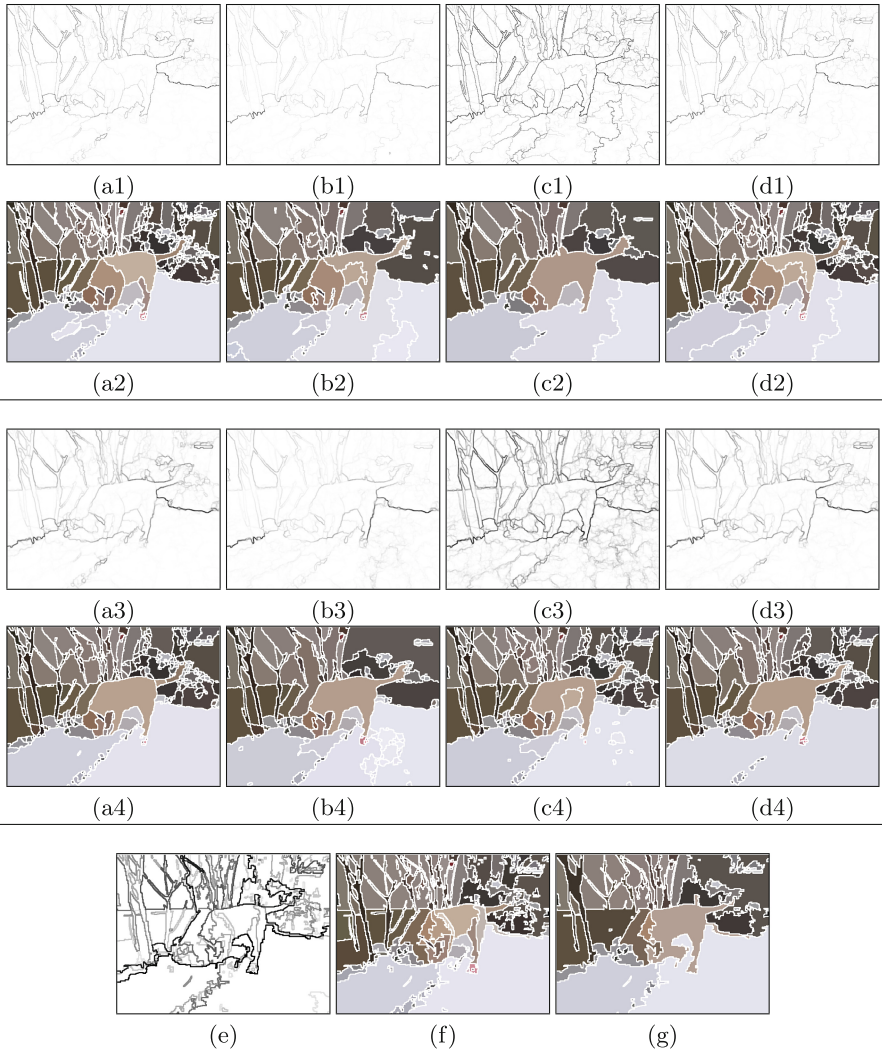 (a1) (b1) (c1) (d1)
(a2) (b2) (c2) (d2)
(a3) (b3) (c3) (d3)
(a4) (b4) (c4) (d4)
(e) (f) (g)